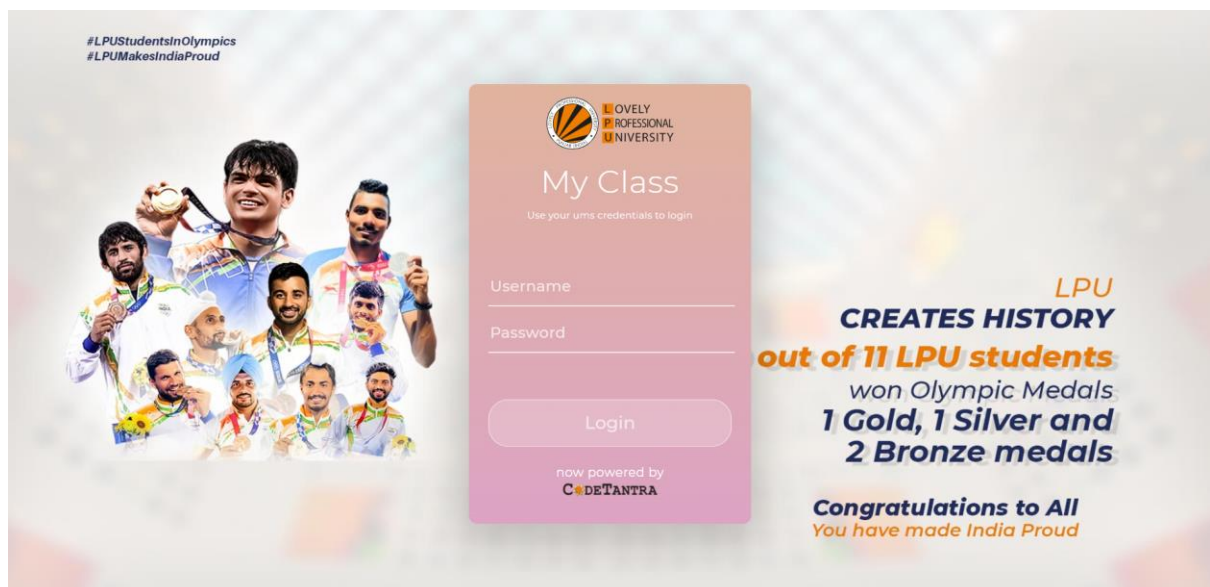 #LPUStudentsInOlympics
#LPUMakesIndiaProud
LOVELY
PROFESSIONAL
UNIVERSITY
My Class
Use your ums credentials to login
Username
Password
Login
now powered by
CODETANTRA
LPU
CREATES HISTORY
out of 11 LPU students
won Olympic Medals
1 Gold, 1 Silver and
2 Bronze medals
Congratulations to All
You have made India Proud